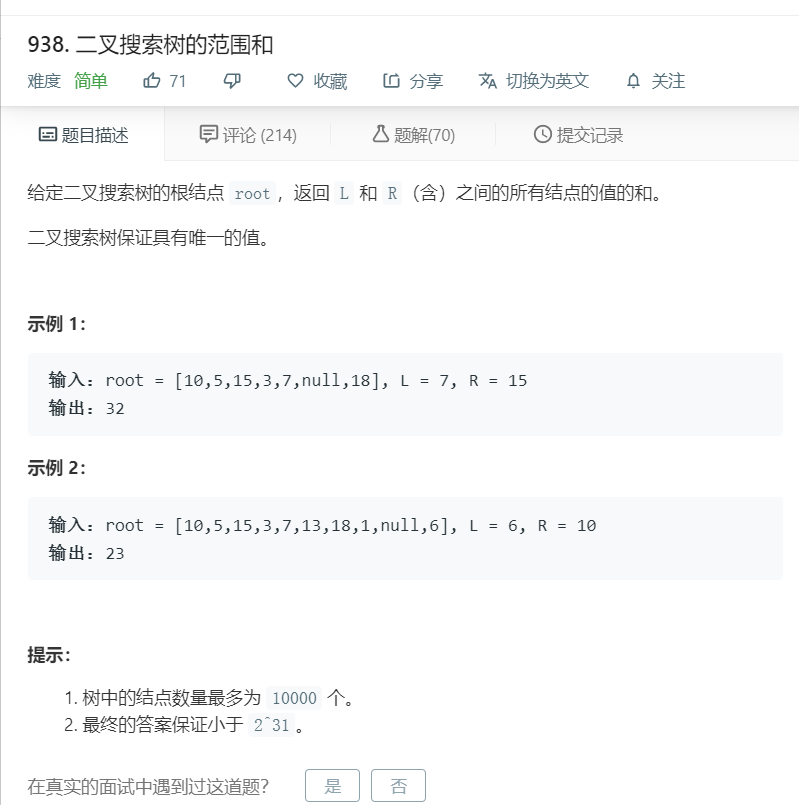 938. 二叉搜索树的范围和
难度 简单 71 收藏 分享 切换为英文 关注
题目描述 评论 (214) 题解(70) 提交记录
给定二叉搜索树的根结点 root，返回 L 和 R（含）之间的所有结点的值的和。
二叉搜索树保证具有唯一的值。
示例 1：
输入：root = [10,5,15,3,7,null,18], L = 7, R = 15
输出：32
示例 2：
输入：root = [10,5,15,3,7,13,18,1,null,6], L = 6, R = 10
输出：23
提示：
1. 树中的结点数量最多为 10000 个。
2. 最终的答案保证小于 2^31。
在真实的面试中遇到过这道题？ 是 否